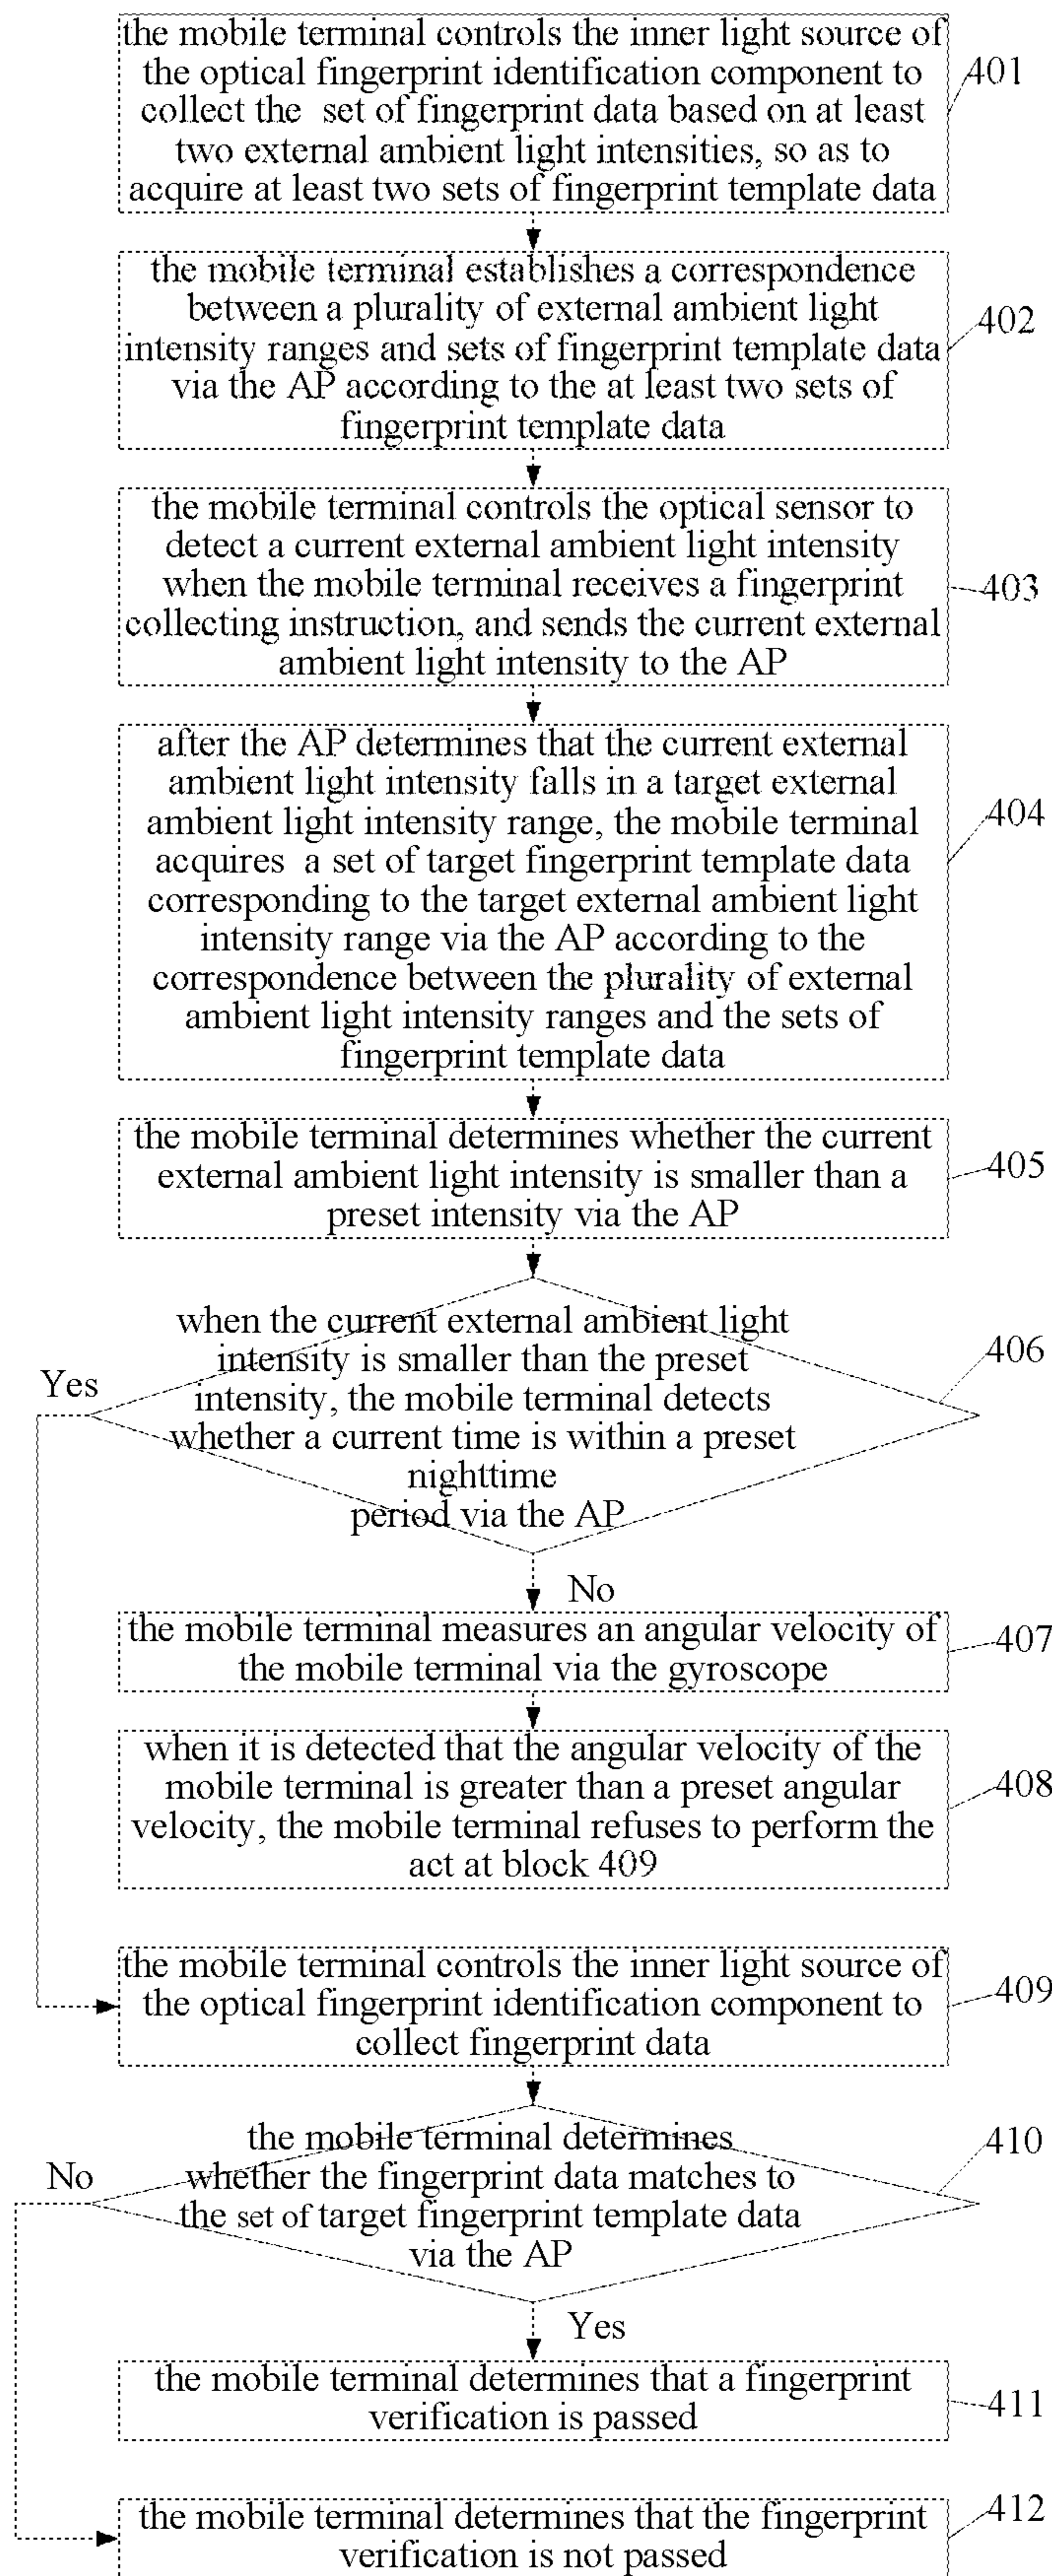 the mobile terminal controls the inner light source of
the optical fingerprint identification component to
collect the set of fingerprint data based on at least
two external ambient light intensities, so as to
acquire at least two sets of fingerprint template data
401
the mobile terminal establishes a correspondence
between a plurality of external ambient light
intensity ranges and sets of fingerprint template data
via the AP according to the at least two sets of
fingerprint template data
402
the mobile terminal controls the optical sensor to
detect a current external ambient light intensity
when the mobile terminal receives a fingerprint
collecting instruction, and sends the current external
ambient light intensity to the AP
403
after the AP determines that the current external
ambient light intensity falls in a target external
ambient light intensity range, the mobile terminal
acquires a set of target fingerprint template data
corresponding to the target external ambient light
intensity range via the AP according to the
correspondence between the plurality of external
ambient light intensity ranges and the sets of
fingerprint template data
404
the mobile terminal determines whether the current
external ambient light intensity is smaller than a
preset intensity via the AP
405
when the current external ambient light
intensity is smaller than the preset
intensity, the mobile terminal detects
whether a current time is within a preset
nighttime
period via the AP
406
Yes
No
the mobile terminal measures an angular velocity of
the mobile terminal via the gyroscope
407
when it is detected that the angular velocity of the
mobile terminal is greater than a preset angular
velocity, the mobile terminal refuses to perform the
act at block 409
408
the mobile terminal controls the inner light source of
the optical fingerprint identification component to
collect fingerprint data
409
the mobile terminal determines
whether the fingerprint data matches to
the set of target fingerprint template data
via the AP
410
No
Yes
the mobile terminal determines that a fingerprint
verification is passed
411
the mobile terminal determines that the fingerprint
verification is not passed
412